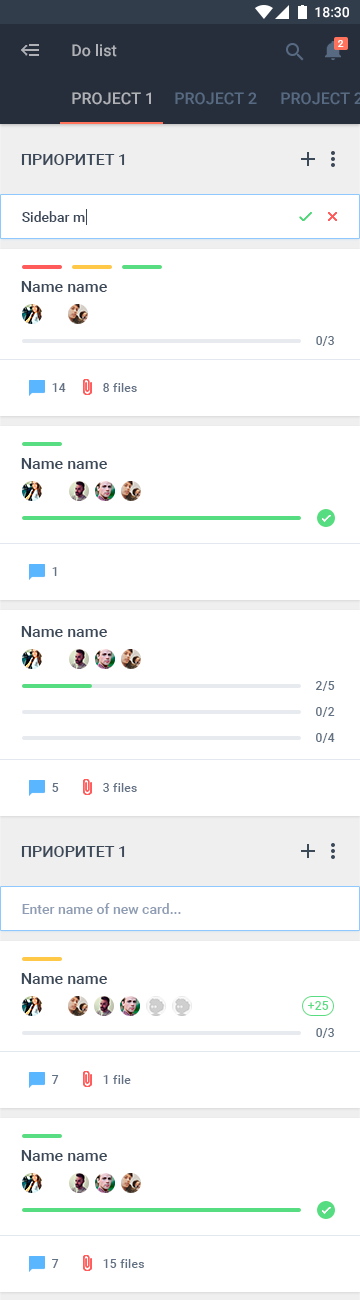 18:30
Do list
2
PROJECT 1 PROJECT 2 PROJECT 2
ПРИОРИТЕТ 1
Sidebar m
Name name
0/3
14 8 files
Name name
1
Name name
2/5
0/2
0/4
5 3 files
ПРИОРИТЕТ 1
Enter name of new card...
Name name
+25
0/3
7 1 file
Name name
7 15 files